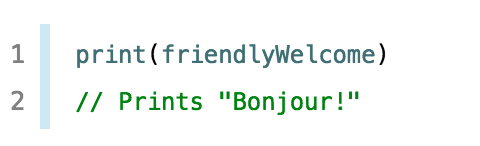 1 print(friendlyWelcome)
2 // Prints "Bonjour!"